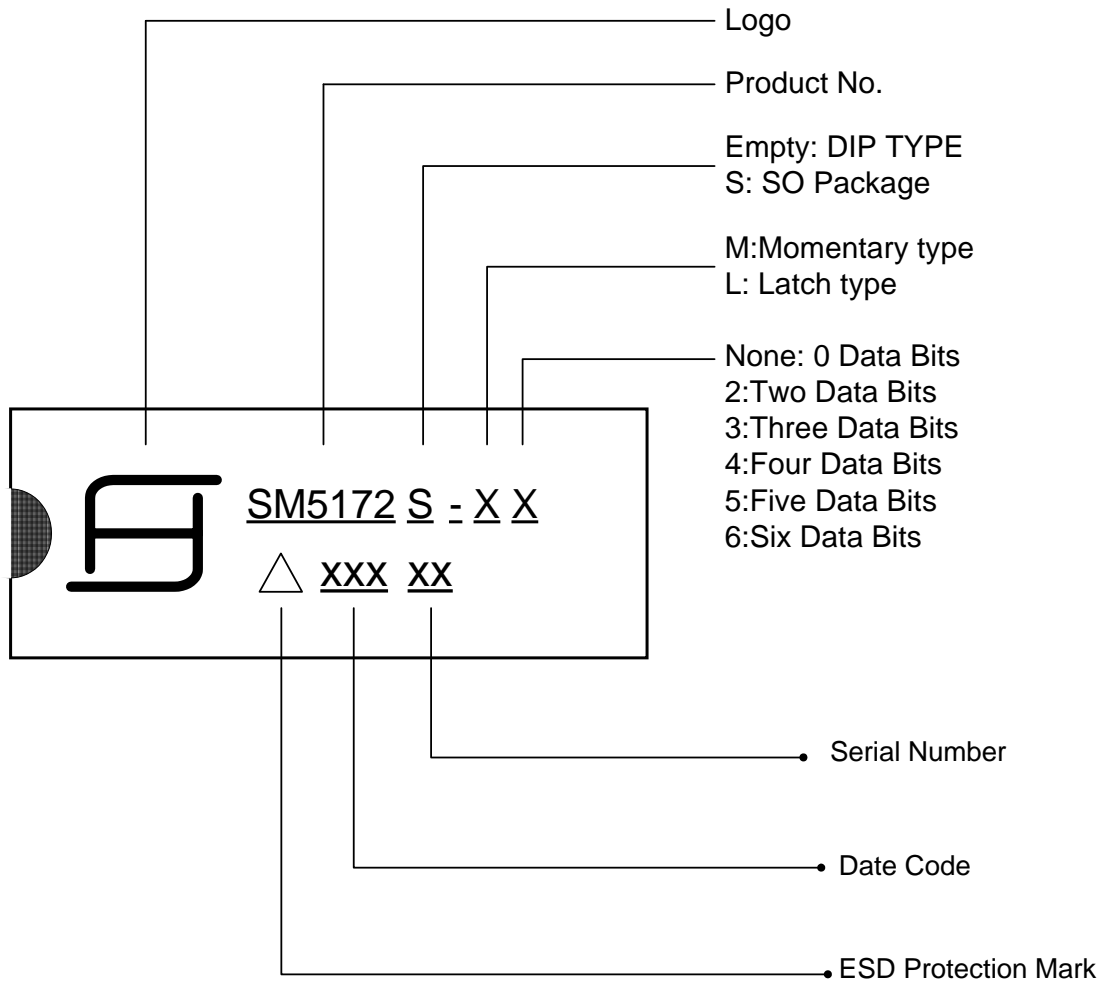 Logo
Product No.
Empty: DIP TYPE
S: SO Package
M:Momentary type
L: Latch type
None: 0 Data Bits
2:Two Data Bits
3:Three Data Bits
4:Four Data Bits
5:Five Data Bits
6:Six Data Bits
SM5172 S - X X
xxx xx
Serial Number
Date Code
ESD Protection Mark